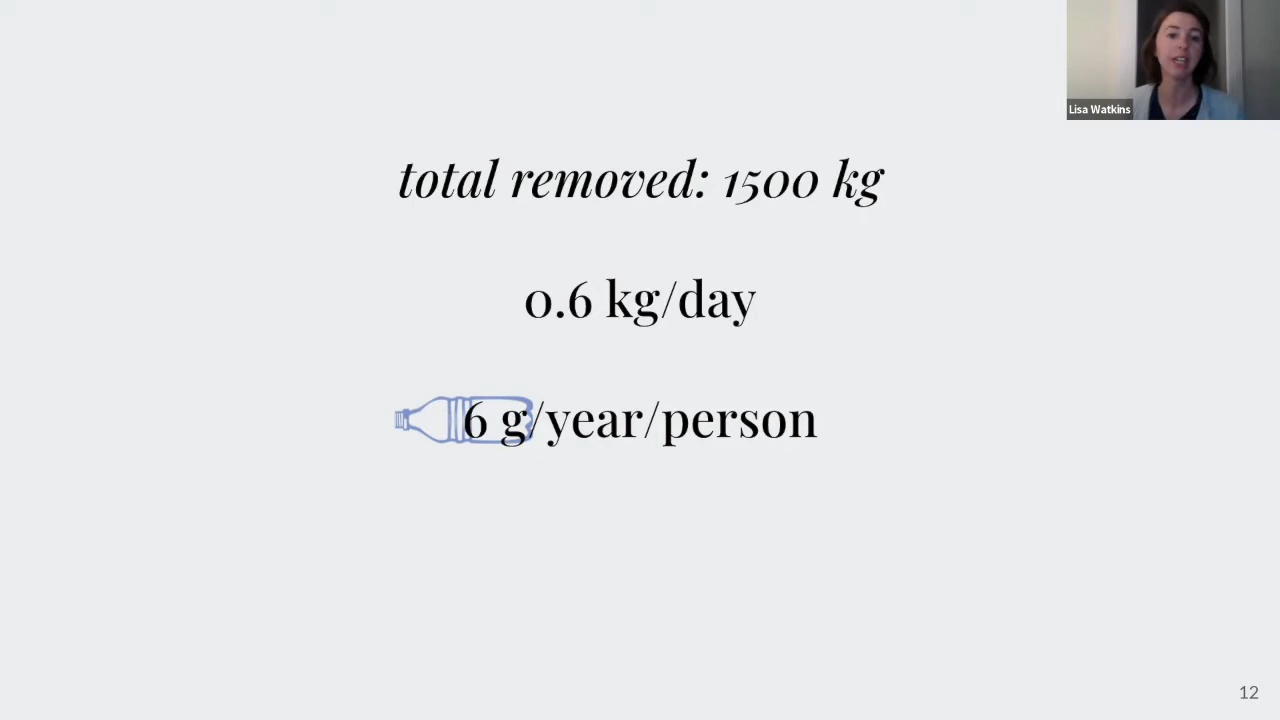 Lisa Watkins
total removed: 1500 kg
0.6 kg/day
6 g/year/person
12